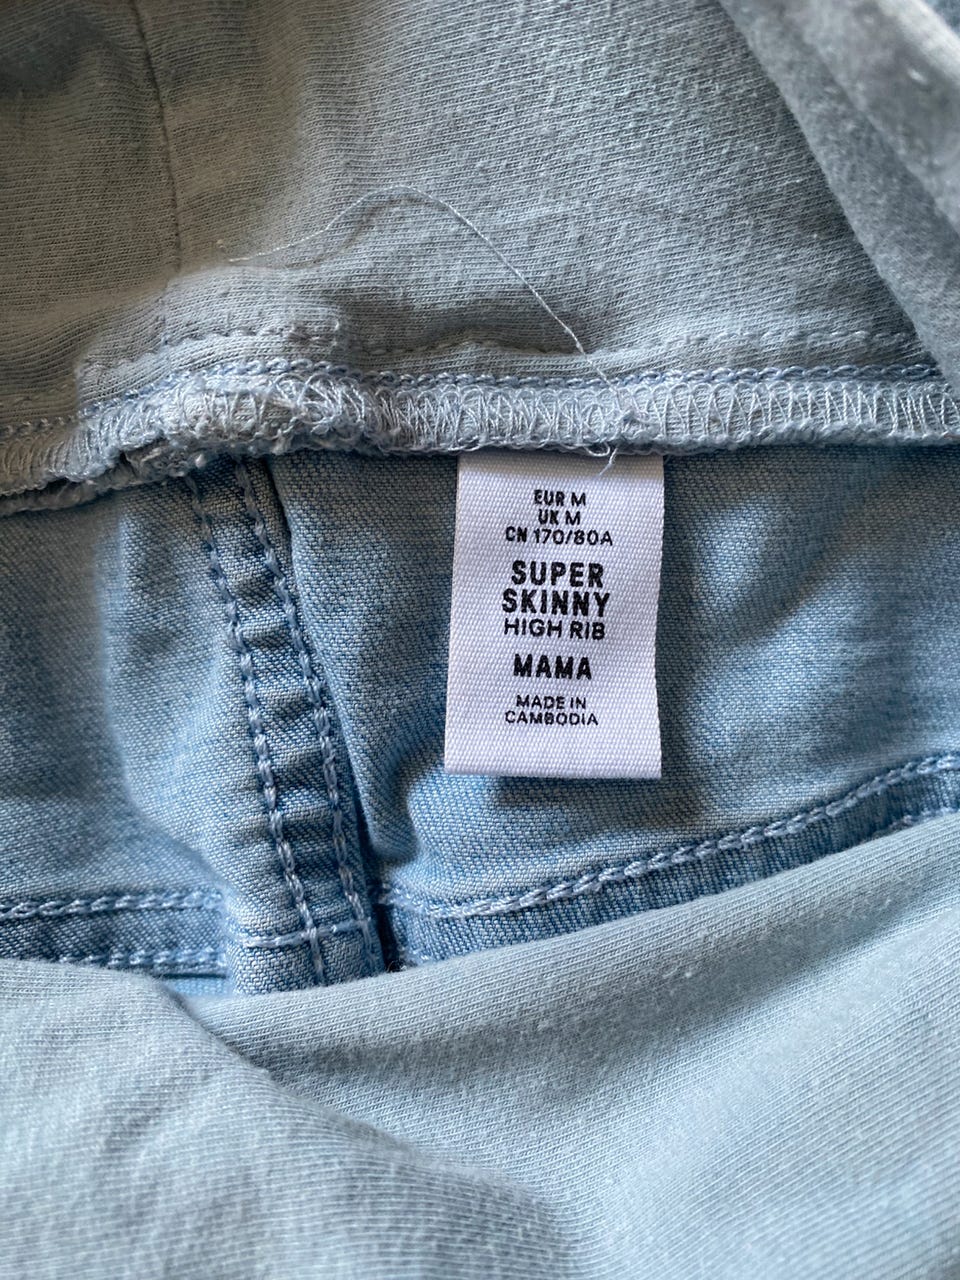 EUR M
UK M
CN 170/80A
SUPER
SKINNY
HIGH RIB
MAMA
MADE IN
CAMBODIA